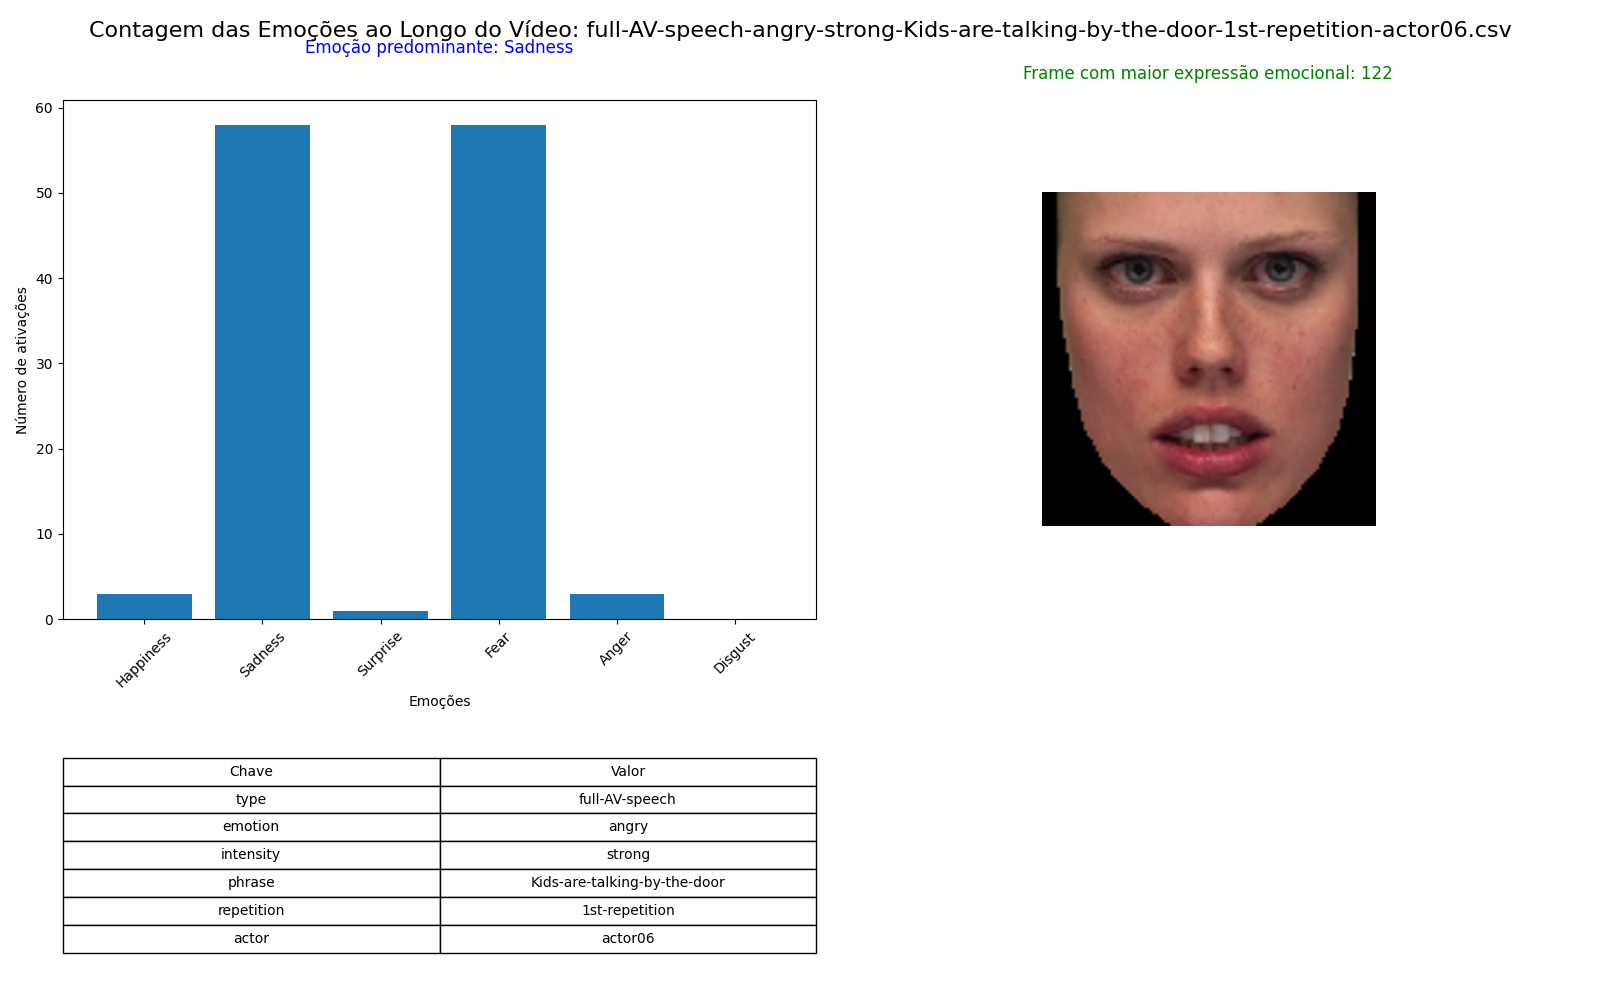 Contagem das Emoções ao Longo do Vídeo: full-AV-speech-angry-strong-Kids-are-talking-by-the-door-1st-repetition-actor06.csv
Emoção predominante: Sadness
Frame com maior expressão emocional: 122
Número de ativações
60
50
40
30
20
10
0
Happiness
Sadness
Surprise
Fear
Anger
Disgust
Emoções
Chave Valor
type full-AV-speech
emotion angry
intensity strong
phrase Kids-are-talking-by-the-door
repetition 1st-repetition
actor actor06